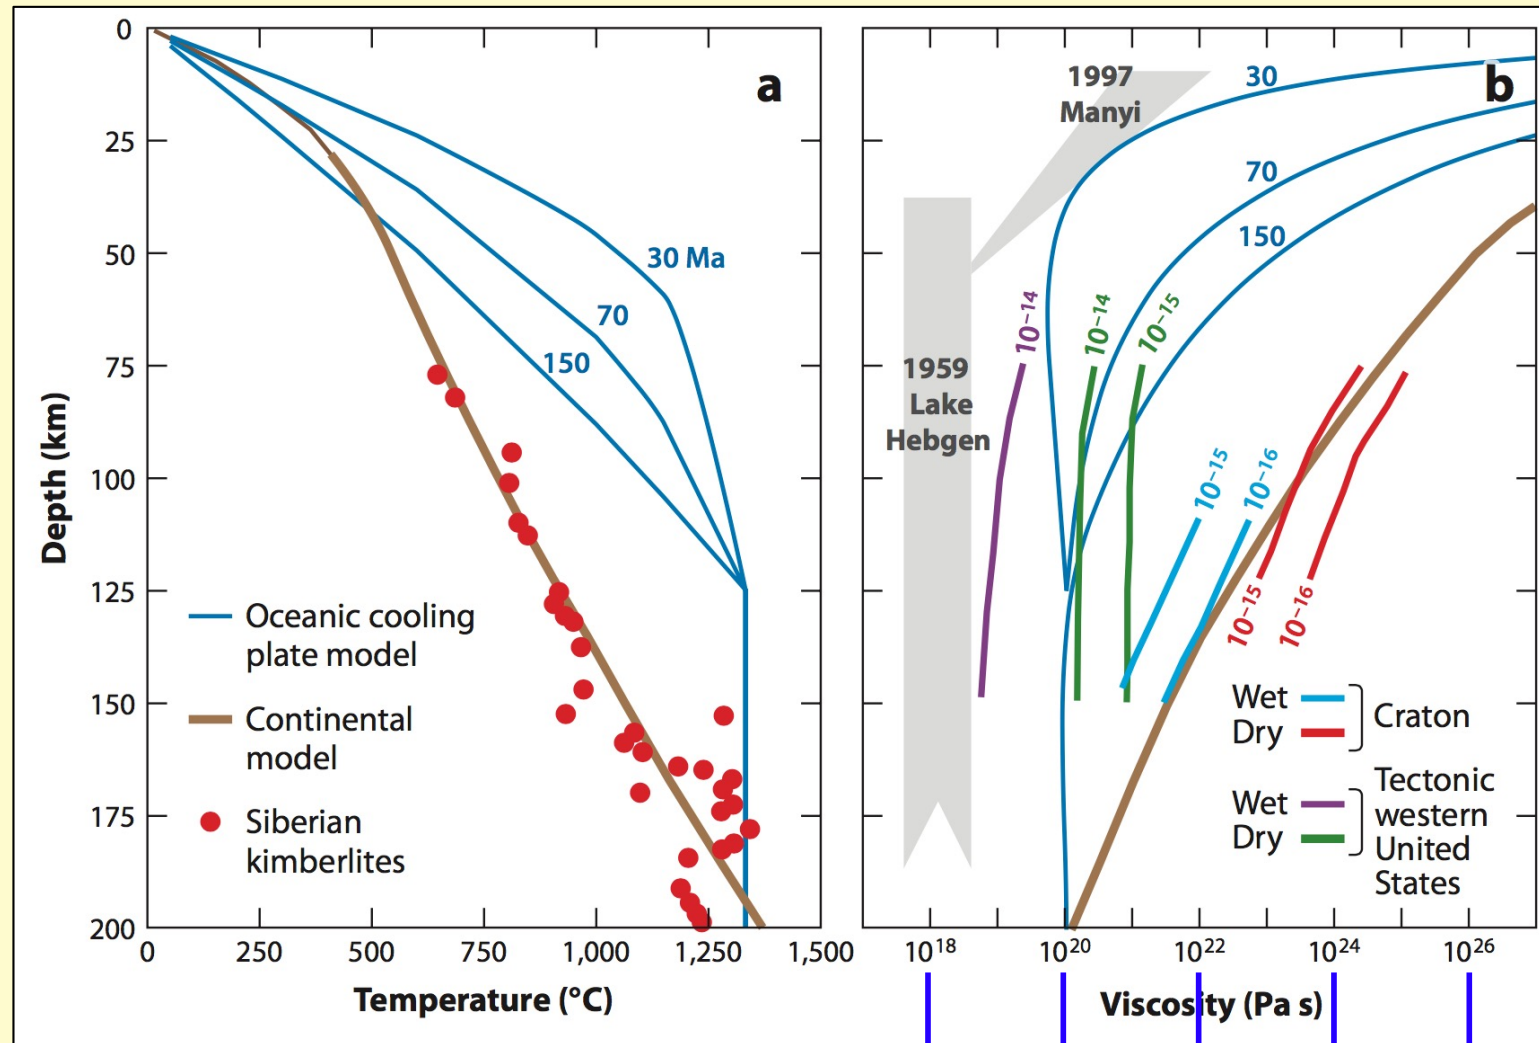 a
0
25
50
75
100
125
150
175
200
Depth (km)
30 Ma
70
150
Oceanic cooling
plate model
Continental
model
Siberian
kimberlites
0
250
500
750
1,000
1,250
1,500
Temperature (°C)
b
1997
Manyi
30
70
150
1959
Lake
Hebgen
10⁻¹⁴
10⁻¹⁴
10⁻¹⁵
10⁻¹⁵
10⁻¹⁶
10⁻¹⁵
10⁻¹⁶
Wet
Dry
Craton
Wet
Dry
Tectonic
western
United
States
10¹⁸
10²⁰
10²²
10²⁴
10²⁶
Viscosity (Pa s)